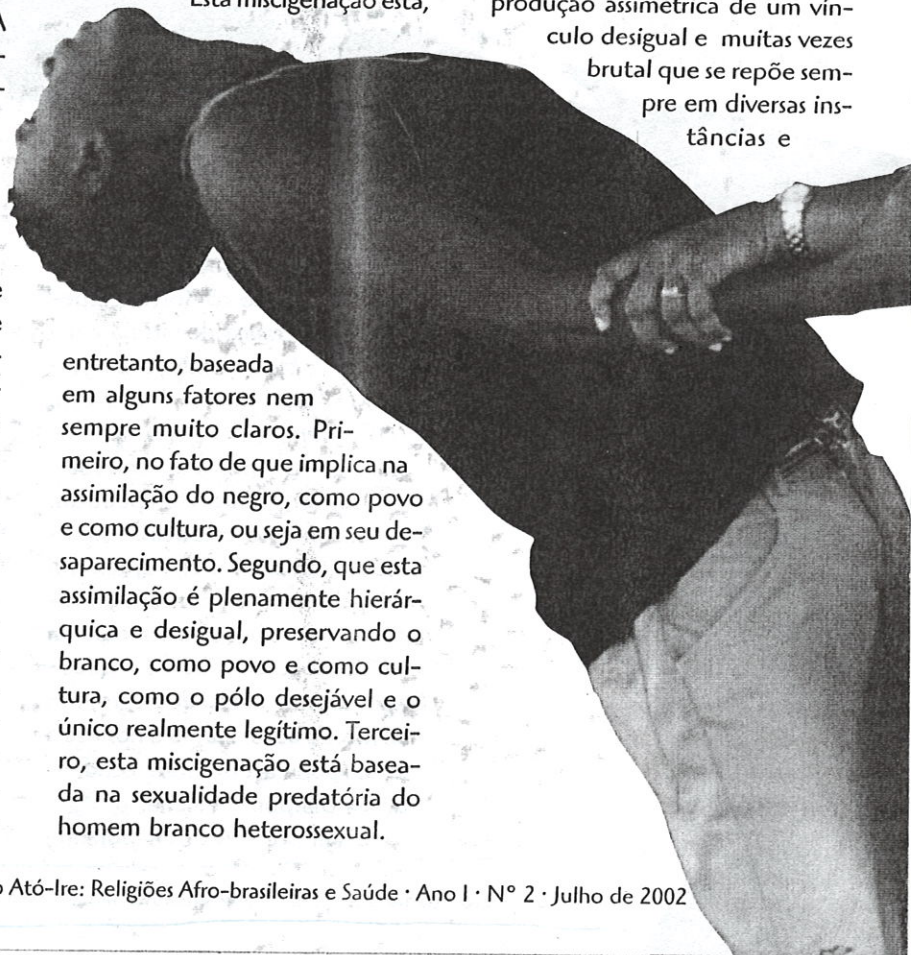 A
Esta miscigenação está,
entretanto, baseada
em alguns fatores nem
sempre muito claros. Pri-
meiro, no fato de que implica na
assimilação do negro, como povo
e como cultura, ou seja em seu de-
saparecimento. Segundo, que esta
assimilação é plenamente hierár-
quica e desigual, preservando o
branco, como povo e como cul-
tura, como o pólo desejável e o
único realmente legítimo. Tercei-
ro, esta miscigenação está basea-
da na sexualidade predatória do
homem branco heterossexual.
produção assimétrica de um vín-
culo desigual e muitas vezes
brutal que se repõe sem-
pre em diversas ins-
tâncias e
o Ató-Ire: Religiões Afro-brasileiras e Saúde · Ano I · Nº 2 · Julho de 2002